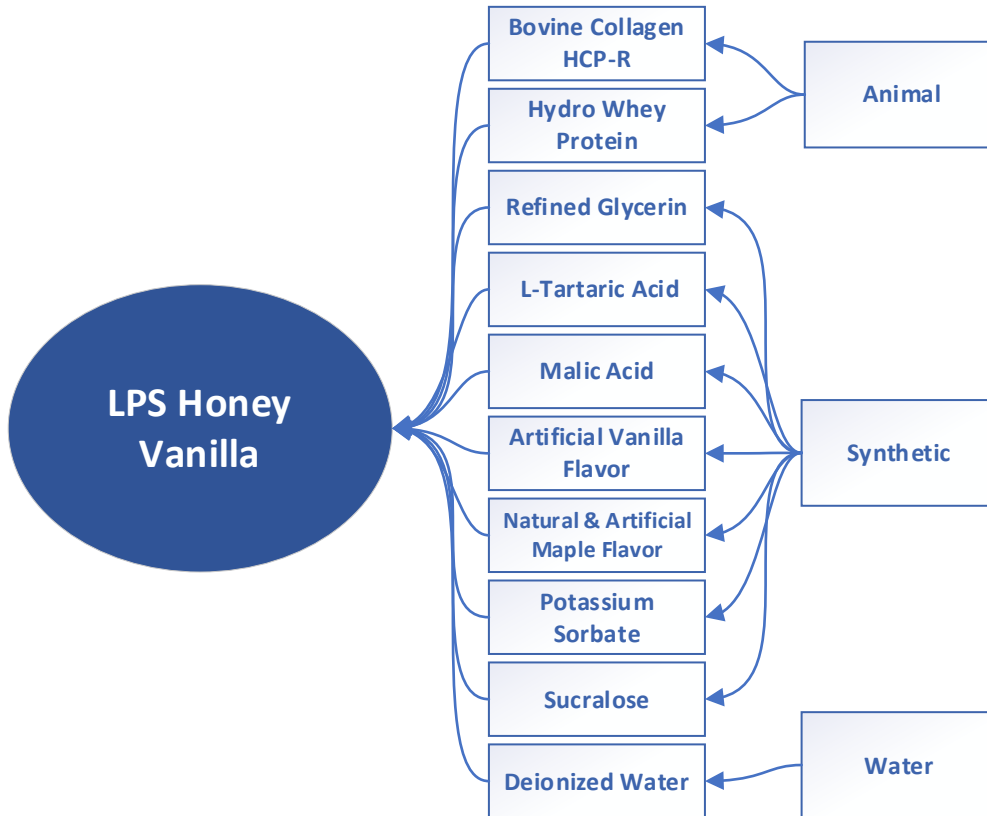 Bovine Collagen
HCP-R
Animal
Hydro Whey
Protein
Refined Glycerin
L-Tartaric Acid
Malic Acid
LPS Honey
Vanilla
Artificial Vanilla
Flavor
Synthetic
Natural & Artificial
Maple Flavor
Potassium
Sorbate
Sucralose
Deionized Water
Water